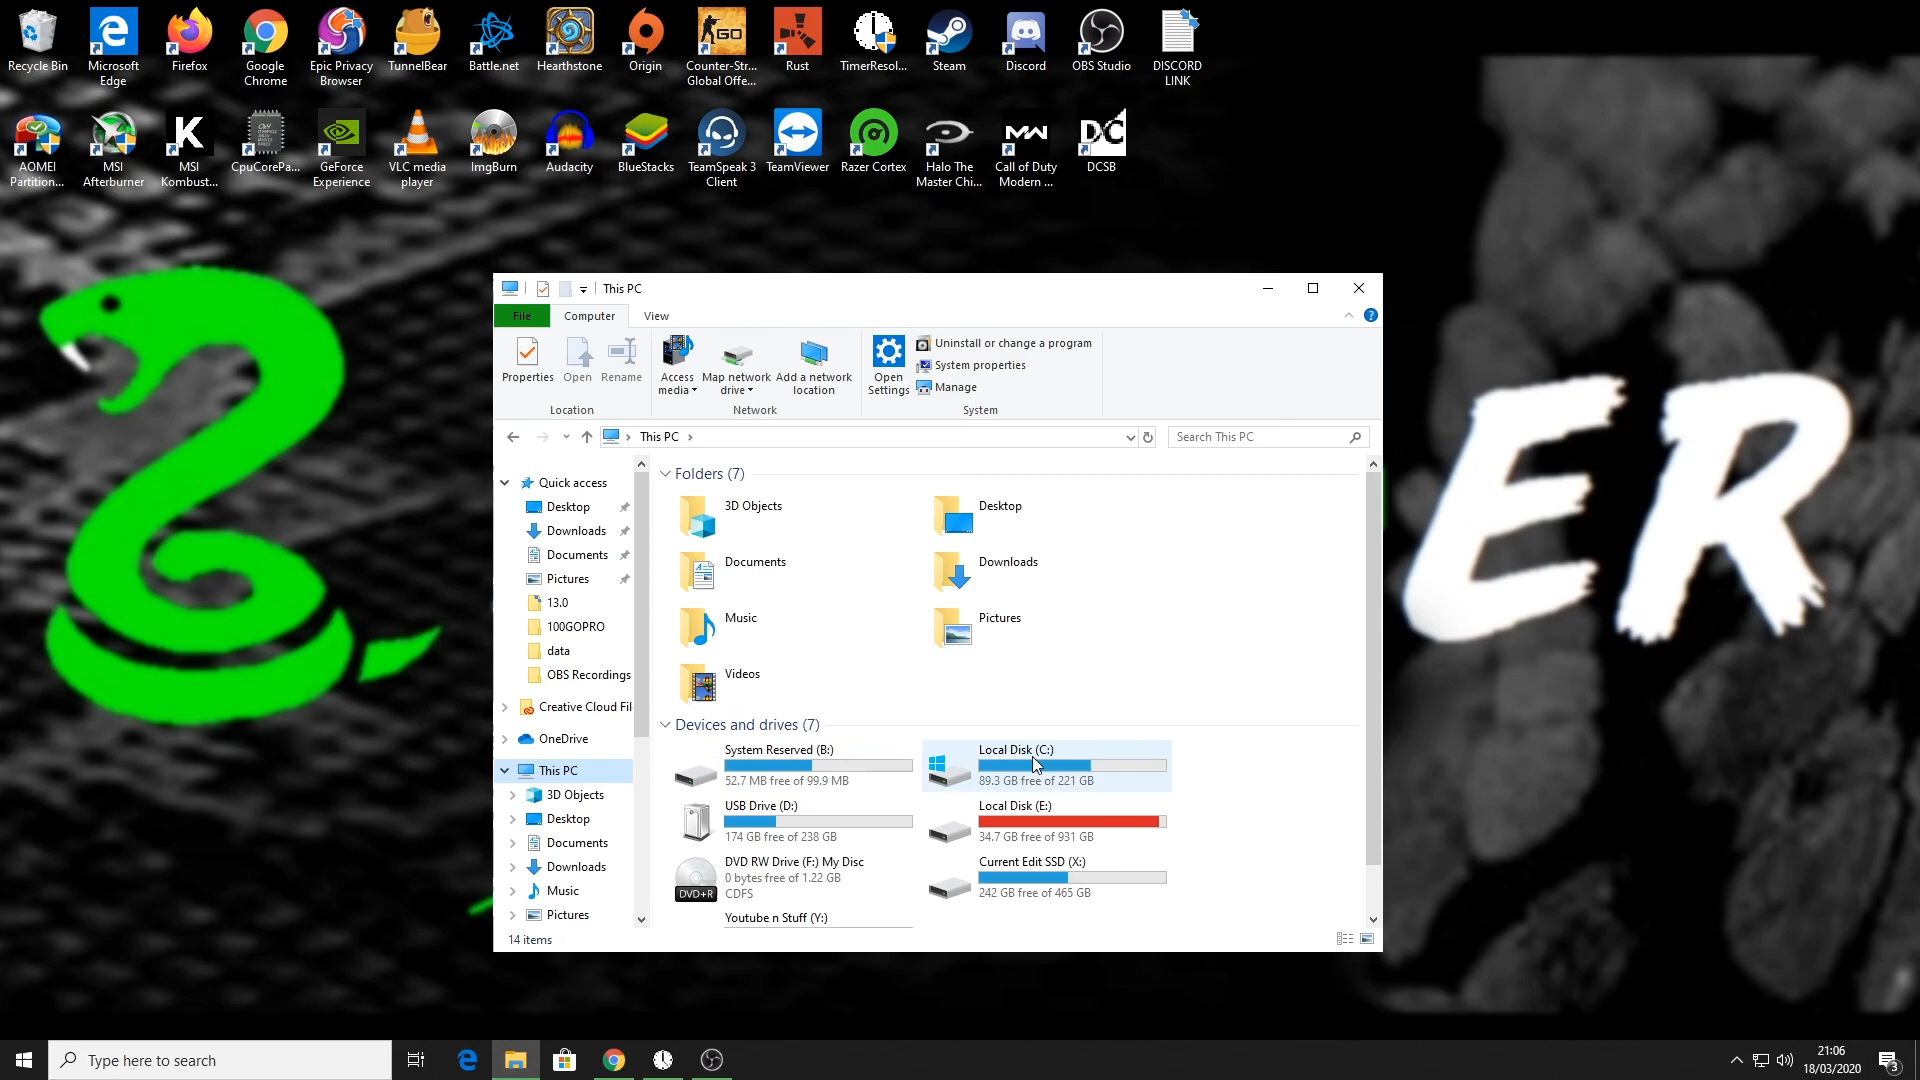 Recycle Bin
Microsoft
Edge
Firefox
Google
Chrome
Epic Privacy
Browser
TunnelBear
Battle.net
Hearthstone
Origin
Counter-Str...
Global Offe...
Rust
TimerResol...
Steam
Discord
OBS Studio
DISCORD
LINK
GO
AOMEI
Partition...
MSI
Afterburner
K
MSI
Kombust...
CPU
CpuCorePa...
GeForce
Experience
VLC media
player
ImgBurn
Audacity
BlueStacks
TeamSpeak 3
Client
TeamViewer
Razer Cortex
Halo The
Master Chi...
MW
Call of Duty
Modern ...
DC
DCSB
ER
This PC
File
Computer
View
Properties
Open
Rename
Location
Access
media
Map network
drive
Add a network
location
Network
Open
Settings
Uninstall or change a program
System properties
Manage
System
This PC
Search This PC
Quick access
Desktop
Downloads
Documents
Pictures
13.0
100GOPRO
data
OBS Recordings
Creative Cloud Fil
OneDrive
This PC
3D Objects
Desktop
Documents
Downloads
Music
Pictures
Folders (7)
3D Objects
Desktop
Documents
Downloads
Music
Pictures
Videos
Devices and drives (7)
System Reserved (B:)
52.7 MB free of 99.9 MB
Local Disk (C:)
89.3 GB free of 221 GB
USB Drive (D:)
174 GB free of 238 GB
Local Disk (E:)
34.7 GB free of 931 GB
DVD RW Drive (F:) My Disc
0 bytes free of 1.22 GB
CDFS
DVD+R
Current Edit SSD (X:)
242 GB free of 465 GB
Youtube n Stuff (Y:)
14 items
Type here to search
21:06
18/03/2020
3